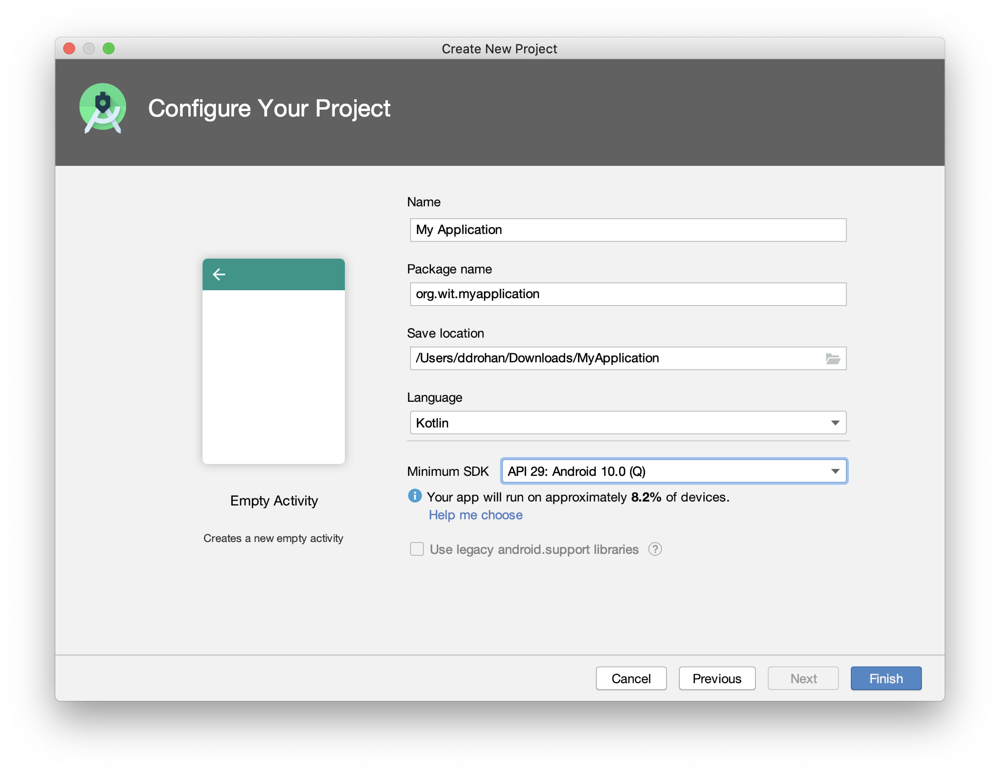 Create New Project
Configure Your Project
Name
My Application
Package name
org.wit.myapplication
Save location
/Users/ddrohan/Downloads/MyApplication
Language
Kotlin
Minimum SDK
API 29: Android 10.0 (Q)
Your app will run on approximately 8.2% of devices.
Help me choose
Use legacy android.support libraries ?
Empty Activity
Creates a new empty activity
Cancel
Previous
Next
Finish